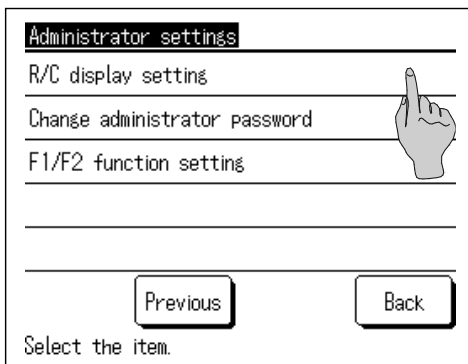 Administrator settings
R/C display setting
Change administrator password
F1/F2 function setting
Previous
Back
Select the item.